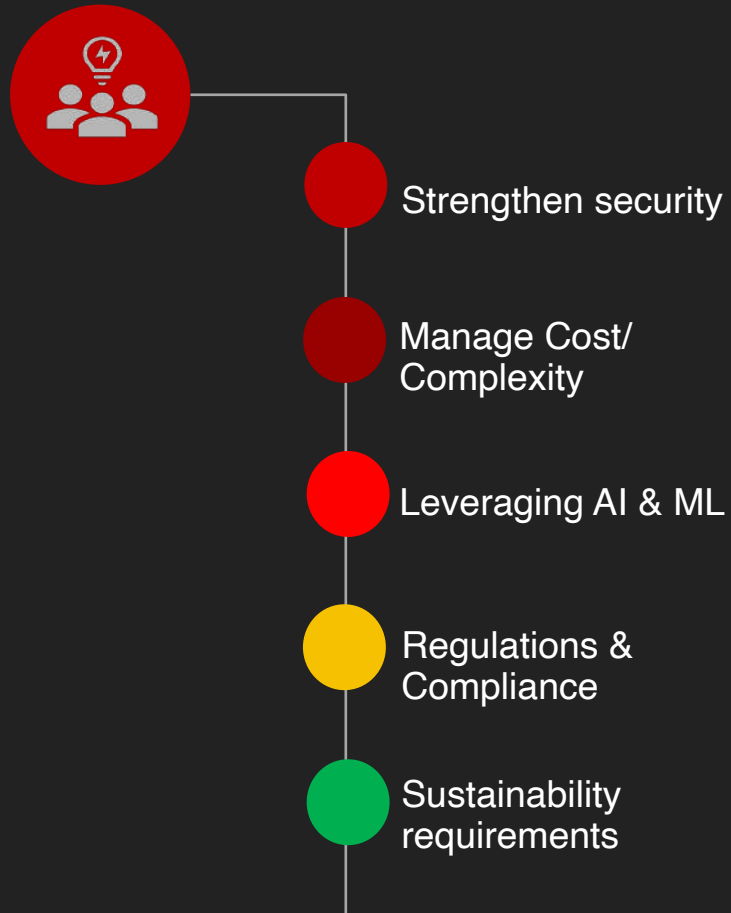 Strengthen security
Manage Cost/
Complexity
Leveraging AI & ML
Regulations &
Compliance
Sustainability
requirements